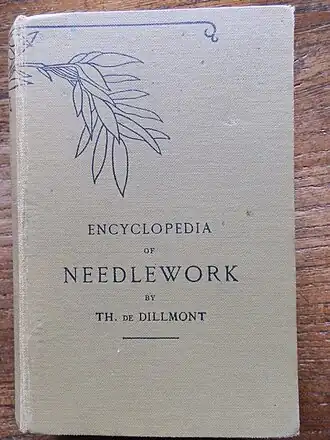 ENCYCLOPEDIA
OF
NEEDLEWORK
BY
TH. DE DILLMONT